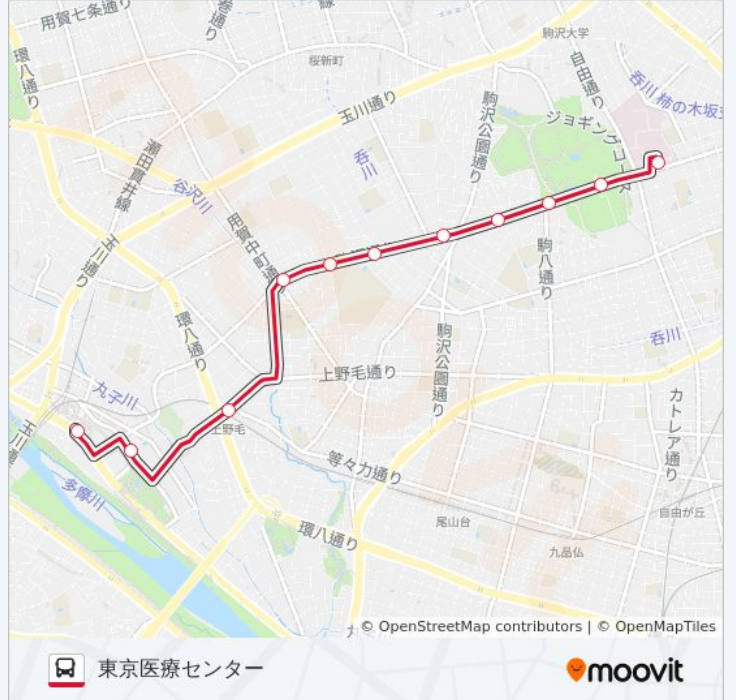 用賀七条通り
環八通り
桜新町
駒沢大学
自由通り
呑川 柿の木坂支
玉川通り
駒沢公園通り
ジョギングコース
呑川
瀬田貫井線
谷沢川
用賀中町通
玉川通り
駒八通り
環八通り
駒沢公園通り
呑川
上野毛通り
丸子川
カトレア通り
上野毛
玉川通
等々力通り
多摩川
自由が丘
尾山台
環八通り
九品仏
© OpenStreetMap contributors | © OpenMapTiles
東京医療センター
moovit